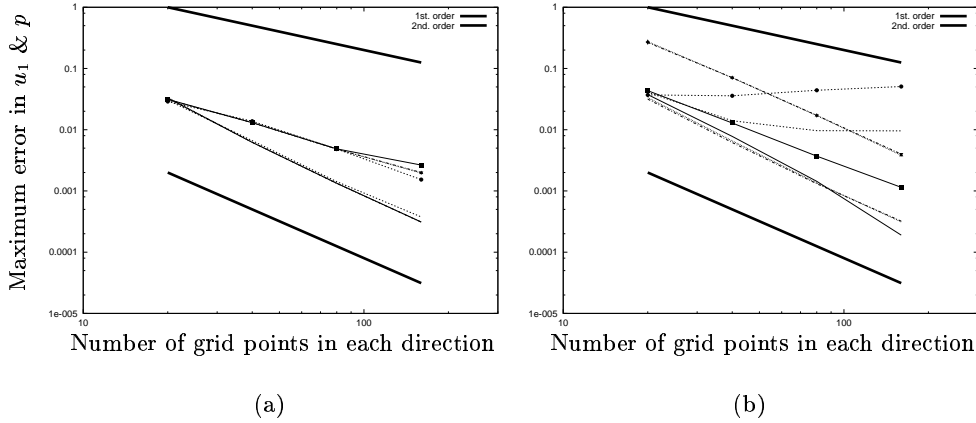 Maximum error in u₁ & p
1
0.1
0.01
0.001
0.0001
1e-005
10
100
1st. order
2nd. order
Number of grid points in each direction
(a)
1
0.1
0.01
0.001
0.0001
1e-005
10
100
1st. order
2nd. order
Number of grid points in each direction
(b)